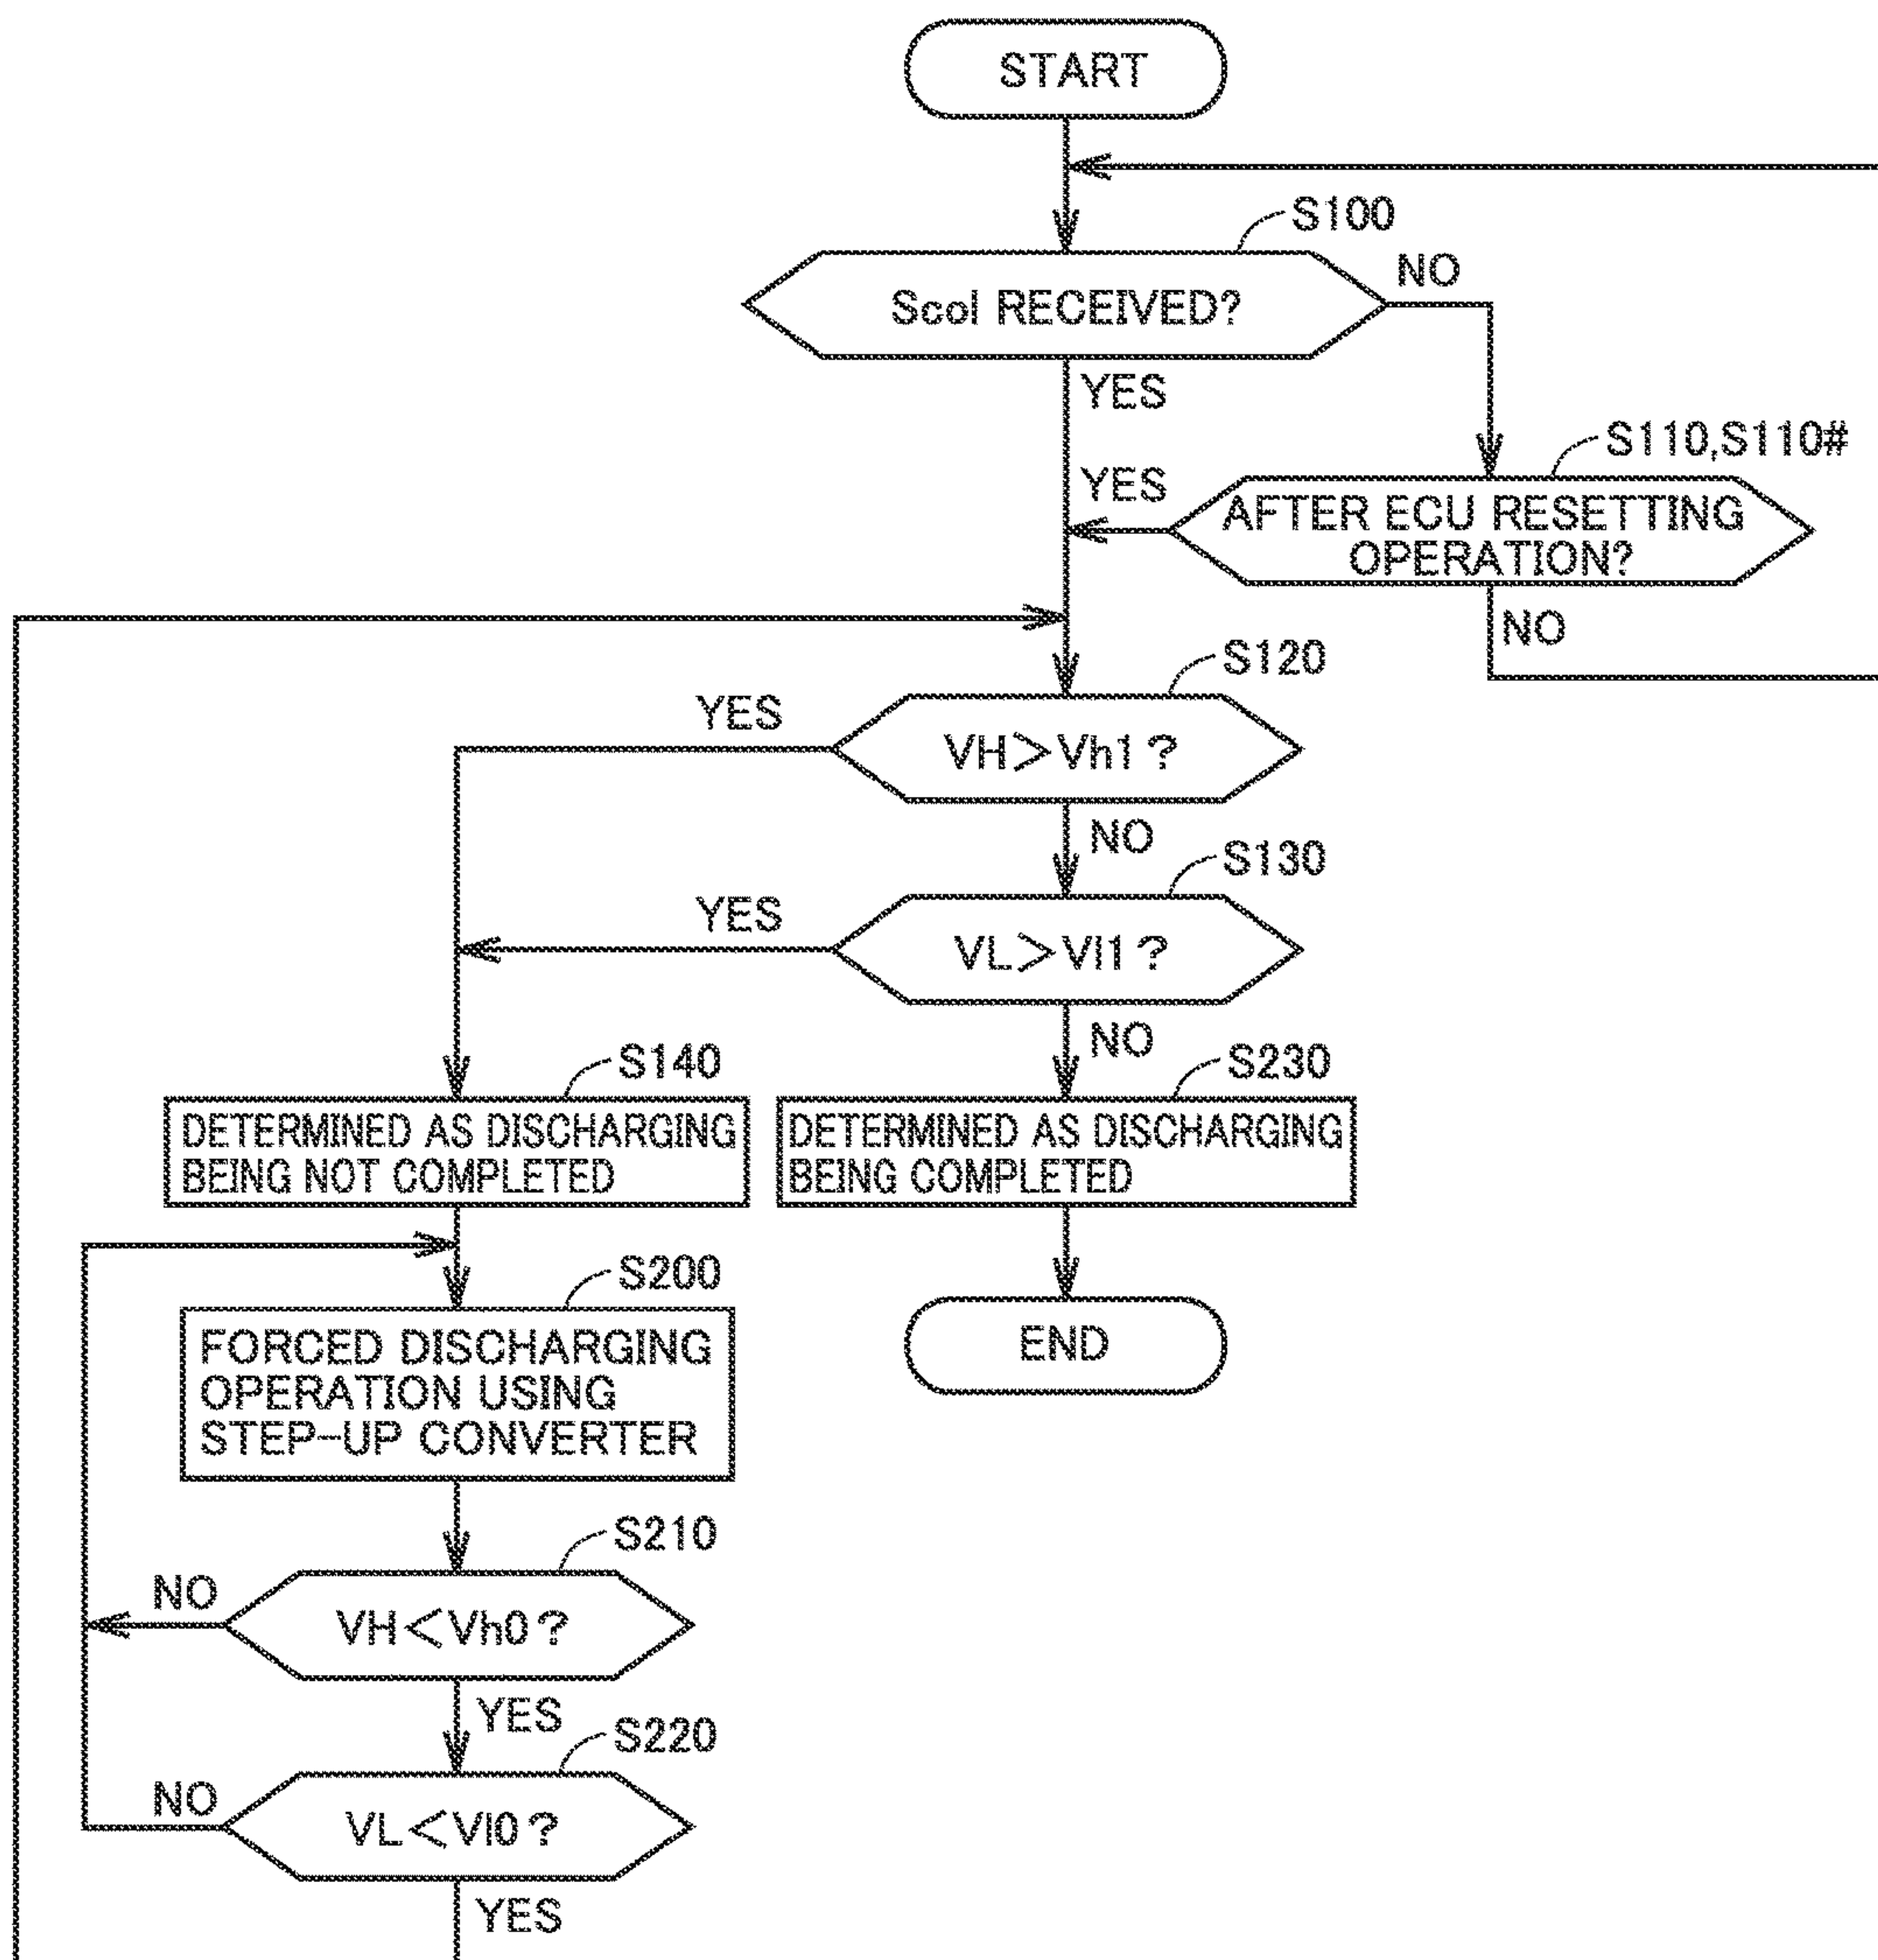 START
S100
Scol RECEIVED?
NO
YES
S110,S110#
YES
AFTER ECU RESETTING
OPERATION?
NO
S120
YES
VH>Vh1?
NO
S130
YES
VL>Vl1?
NO
S140
S230
DETERMINED AS DISCHARGING
BEING NOT COMPLETED
DETERMINED AS DISCHARGING
BEING COMPLETED
S200
FORCED DISCHARGING
OPERATION USING
STEP-UP CONVERTER
END
S210
NO
VH<Vh0?
YES
S220
NO
VL<Vl0?
YES